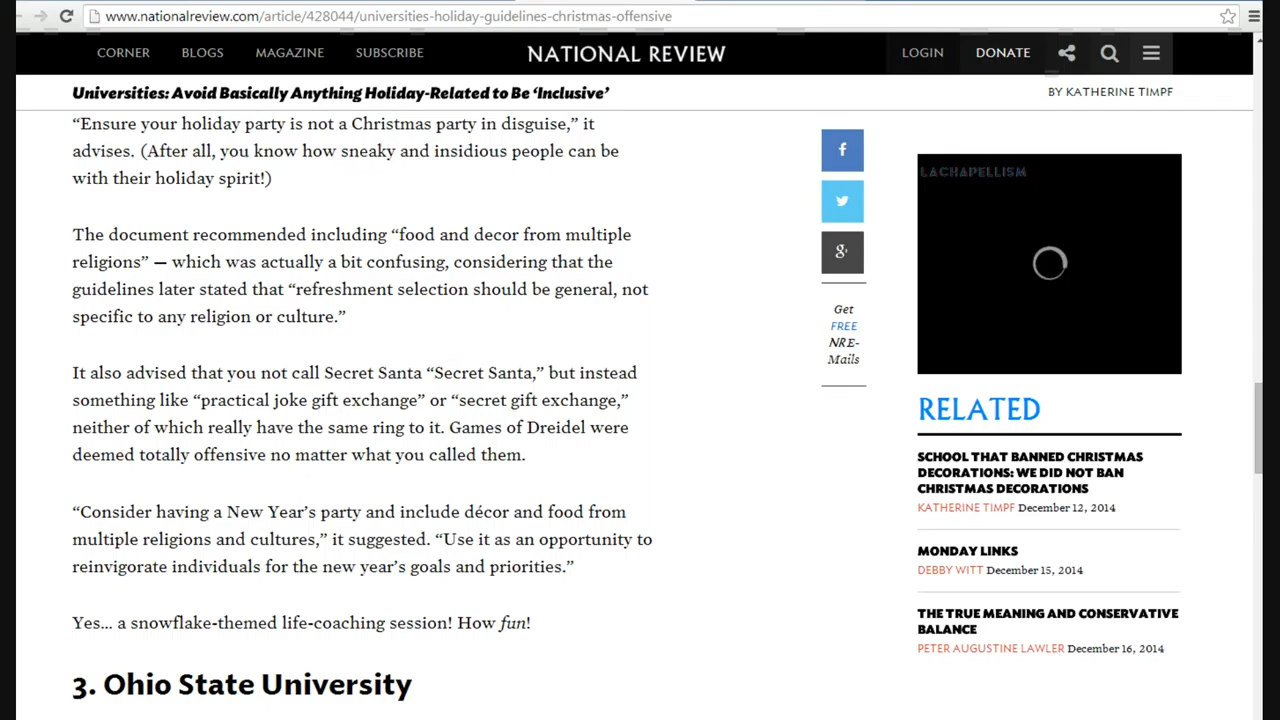 www.nationalreview.com/article/428044/universities-holiday-guidelines-christmas-offensive
CORNER BLOGS MAGAZINE SUBSCRIBE NATIONAL REVIEW LOGIN DONATE
Universities: Avoid Basically Anything Holiday-Related to Be ‘Inclusive’
BY KATHERINE TIMPF
“Ensure your holiday party is not a Christmas party in disguise,” it
advises. (After all, you know how sneaky and insidious people can be
with their holiday spirit!)
The document recommended including “food and decor from multiple
religions” — which was actually a bit confusing, considering that the
guidelines later stated that “refreshment selection should be general, not
specific to any religion or culture.”
It also advised that you not call Secret Santa “Secret Santa,” but instead
something like “practical joke gift exchange” or “secret gift exchange,”
neither of which really have the same ring to it. Games of Dreidel were
deemed totally offensive no matter what you called them.
“Consider having a New Year’s party and include décor and food from
multiple religions and cultures,” it suggested. “Use it as an opportunity to
reinvigorate individuals for the new year’s goals and priorities.”
Yes… a snowflake-themed life-coaching session! How fun!
3. Ohio State University
f
g+
Get
FREE
NR E-
Mails
LACHAPELLISM
RELATED
SCHOOL THAT BANNED CHRISTMAS
DECORATIONS: WE DID NOT BAN
CHRISTMAS DECORATIONS
KATHERINE TIMPF December 12, 2014
MONDAY LINKS
DEBBY WITT December 15, 2014
THE TRUE MEANING AND CONSERVATIVE
BALANCE
PETER AUGUSTINE LAWLER December 16, 2014